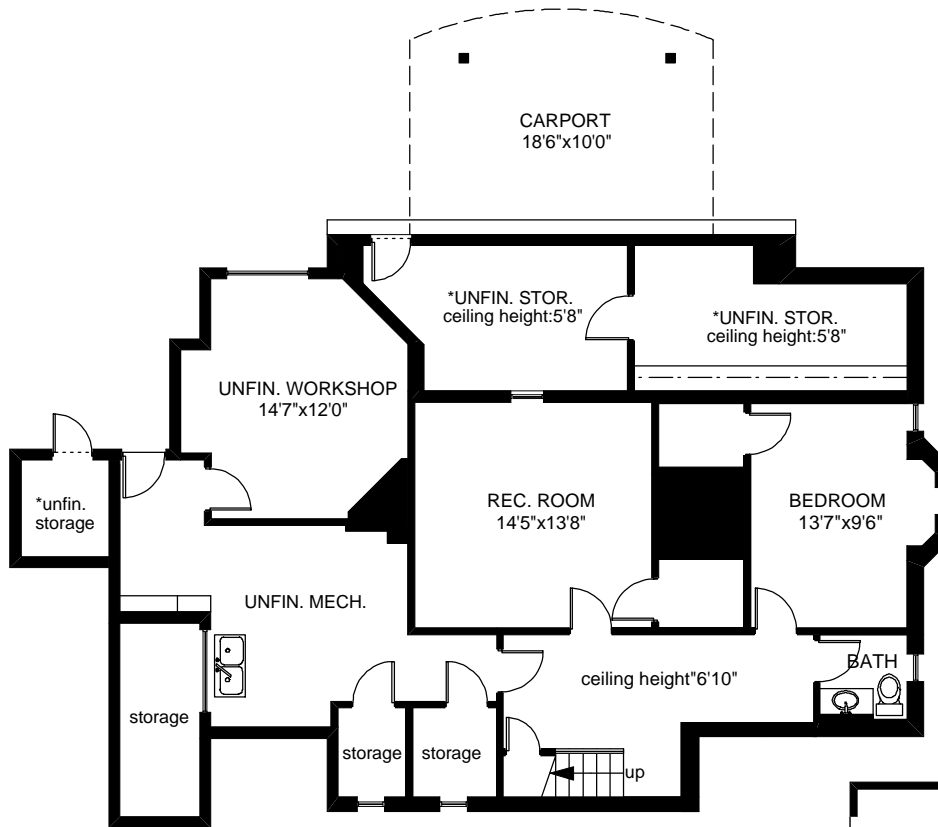 CARPORT
18'6"x10'0"
*UNFIN. STOR.
ceiling height:5'8"
*UNFIN. STOR.
ceiling height:5'8"
UNFIN. WORKSHOP
14'7"x12'0"
*unfin.
storage
REC. ROOM
14'5"x13'8"
BEDROOM
13'7"x9'6"
UNFIN. MECH.
BATH
ceiling height"6'10"
storage
storage
storage
up